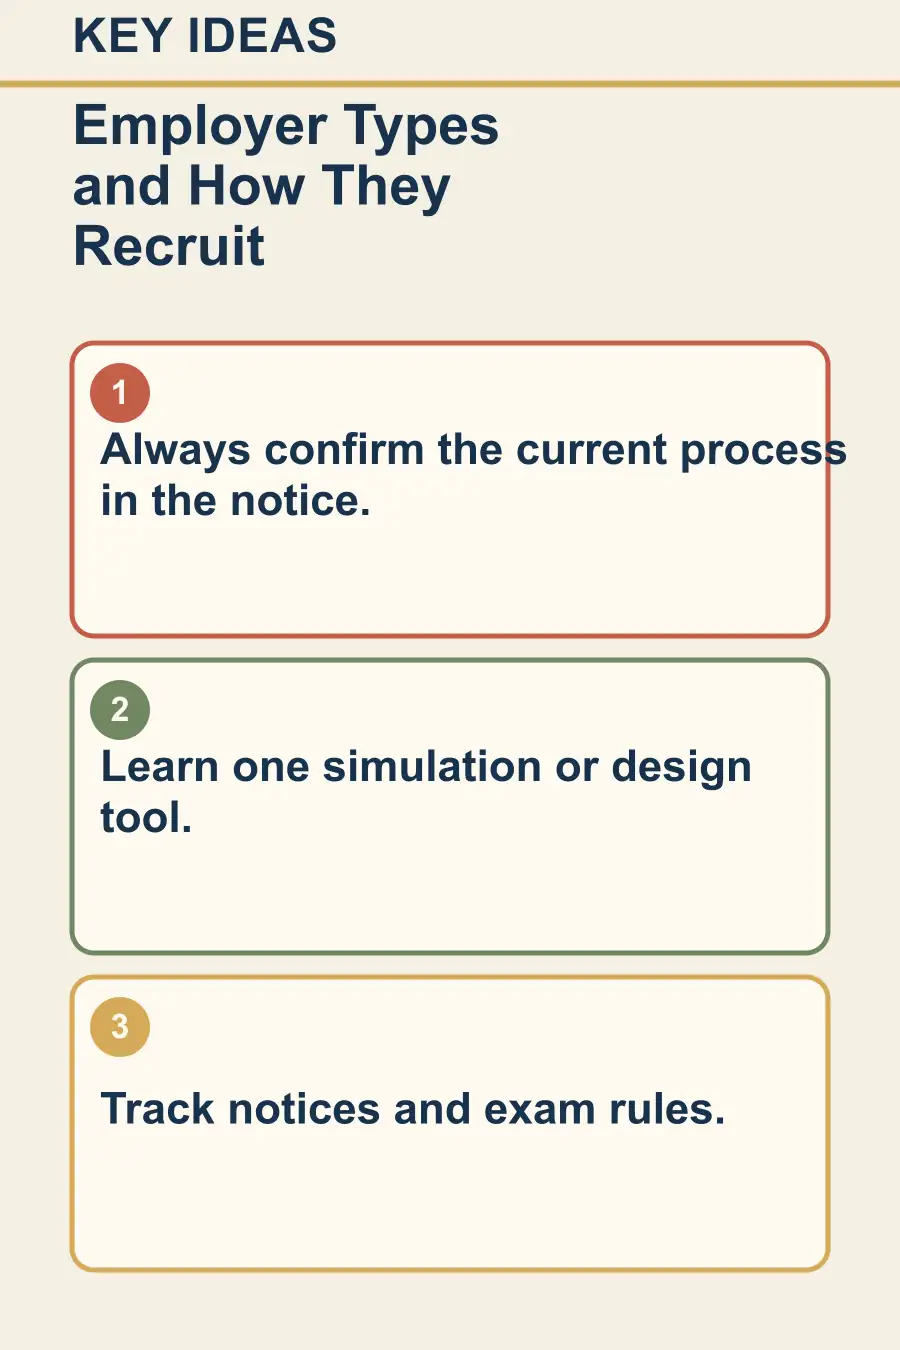 KEY IDEAS
Employer Types
and How They
Recruit
1
Always confirm the current process
in the notice.
2
Learn one simulation or design
tool.
3
Track notices and exam rules.